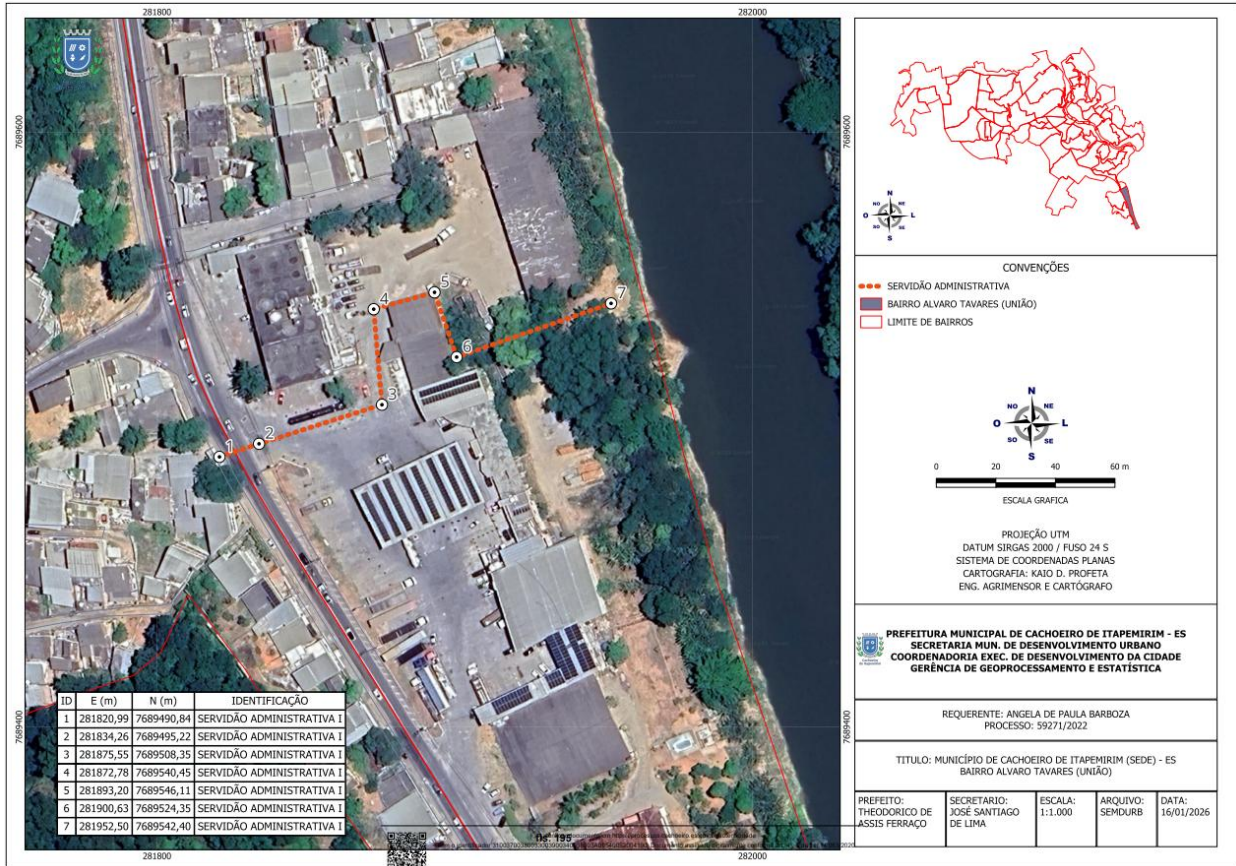 281800
282000
7689600
7689600
7689400
7689400
281800
282000
1
2
3
4
5
6
7
ID E (m) N (m) IDENTIFICAÇÃO
1 281820,99 7689490,84 SERVIDÃO ADMINISTRATIVA I
2 281834,26 7689495,22 SERVIDÃO ADMINISTRATIVA I
3 281875,55 7689508,35 SERVIDÃO ADMINISTRATIVA I
4 281872,78 7689540,45 SERVIDÃO ADMINISTRATIVA I
5 281893,20 7689546,11 SERVIDÃO ADMINISTRATIVA I
6 281900,63 7689524,35 SERVIDÃO ADMINISTRATIVA I
7 281952,50 7689542,40 SERVIDÃO ADMINISTRATIVA I
fls. 195
N
NO NE
O L
SO SE
S
CONVENÇÕES
SERVIDÃO ADMINISTRATIVA
BAIRRO ALVARO TAVARES (UNIÃO)
LIMITE DE BAIRROS
N
NO NE
O L
SO SE
S
0 20 40 60 m
ESCALA GRAFICA
PROJEÇÃO UTM
DATUM SIRGAS 2000 / FUSO 24 S
SISTEMA DE COORDENADAS PLANAS
CARTOGRAFIA: KAIO D. PROFETA
ENG. AGRIMENSOR E CARTÓGRAFO
PREFEITURA MUNICIPAL DE CACHOEIRO DE ITAPEMIRIM - ES
SECRETARIA MUN. DE DESENVOLVIMENTO URBANO
COORDENADORIA EXEC. DE DESENVOLVIMENTO DA CIDADE
GERÊNCIA DE GEOPROCESSAMENTO E ESTATÍSTICA
REQUERENTE: ANGELA DE PAULA BARBOZA
PROCESSO: 59271/2022
TITULO: MUNICÍPIO DE CACHOEIRO DE ITAPEMIRIM (SEDE) - ES
BAIRRO ALVARO TAVARES (UNIÃO)
PREFEITO:
THEODORICO DE
ASSIS FERRAÇO
SECRETARIO:
JOSÉ SANTIAGO
DE LIMA
ESCALA:
1:1.000
ARQUIVO:
SEMDURB
DATA:
16/01/2026